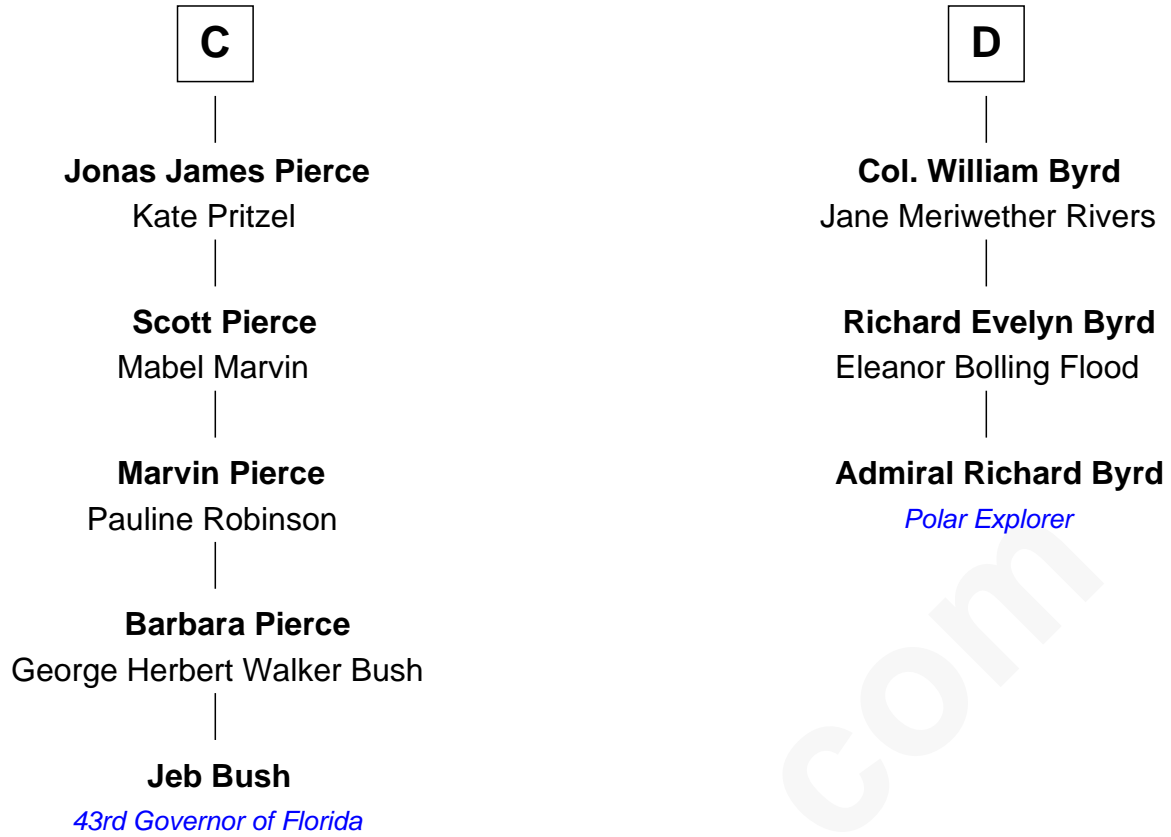 C
Jonas James Pierce
Kate Pritzel
Scott Pierce
Mabel Marvin
Marvin Pierce
Pauline Robinson
Barbara Pierce
George Herbert Walker Bush
Jeb Bush
43rd Governor of Florida
D
Col. William Byrd
Jane Meriwether Rivers
Richard Evelyn Byrd
Eleanor Bolling Flood
Admiral Richard Byrd
Polar Explorer
com